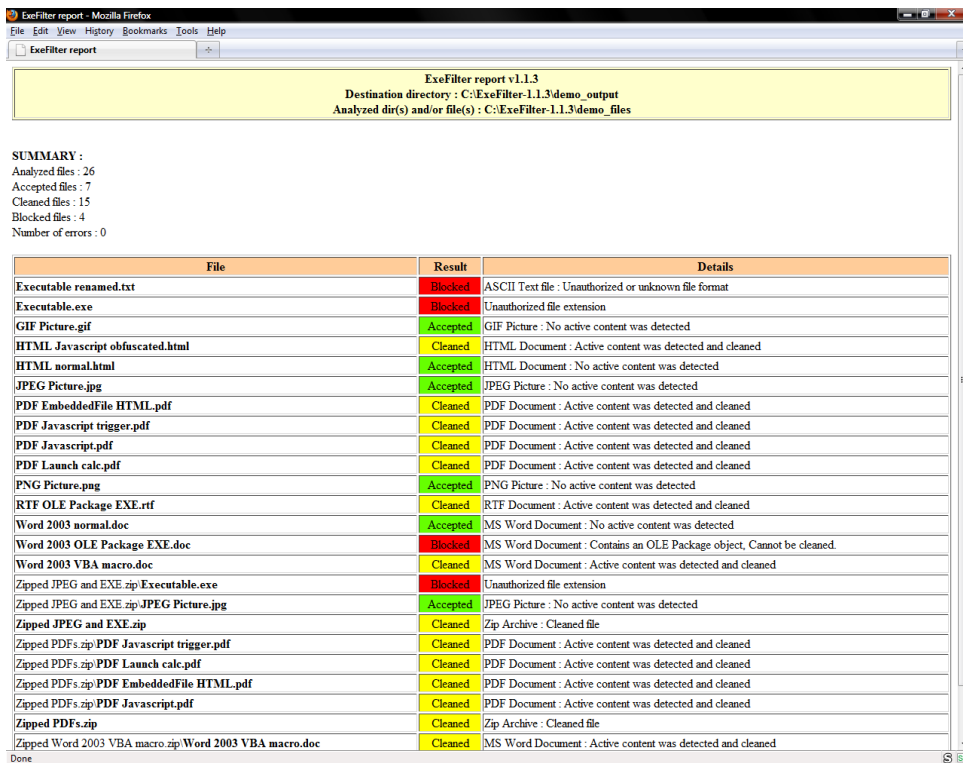 ExeFilter report - Mozilla Firefox
File Edit View History Bookmarks Tools Help
ExeFilter report
ExeFilter report v1.1.3
Destination directory : C:\ExeFilter-1.1.3\demo_output
Analyzed dir(s) and/or file(s) : C:\ExeFilter-1.1.3\demo_files
SUMMARY :
Analyzed files : 26
Accepted files : 7
Cleaned files : 15
Blocked files : 4
Number of errors : 0
File Result Details
Executable renamed.txt Blocked ASCII Text file : Unauthorized or unknown file format
Executable.exe Blocked Unauthorized file extension
GIF Picture.gif Accepted GIF Picture : No active content was detected
HTML Javascript obfuscated.html Cleaned HTML Document : Active content was detected and cleaned
HTML normal.html Accepted HTML Document : No active content was detected
JPEG Picture.jpg Accepted JPEG Picture : No active content was detected
PDF EmbeddedFile HTML.pdf Cleaned PDF Document : Active content was detected and cleaned
PDF Javascript trigger.pdf Cleaned PDF Document : Active content was detected and cleaned
PDF Javascript.pdf Cleaned PDF Document : Active content was detected and cleaned
PDF Launch calc.pdf Cleaned PDF Document : Active content was detected and cleaned
PNG Picture.png Accepted PNG Picture : No active content was detected
RTF OLE Package EXE.rtf Cleaned RTF Document : Active content was detected and cleaned
Word 2003 normal.doc Accepted MS Word Document : No active content was detected
Word 2003 OLE Package EXE.doc Blocked MS Word Document : Contains an OLE Package object, Cannot be cleaned.
Word 2003 VBA macro.doc Cleaned MS Word Document : Active content was detected and cleaned
Zipped JPEG and EXE.zip\Executable.exe Blocked Unauthorized file extension
Zipped JPEG and EXE.zip\JPEG Picture.jpg Accepted JPEG Picture : No active content was detected
Zipped JPEG and EXE.zip Cleaned Zip Archive : Cleaned file
Zipped PDFs.zip\PDF Javascript trigger.pdf Cleaned PDF Document : Active content was detected and cleaned
Zipped PDFs.zip\PDF Launch calc.pdf Cleaned PDF Document : Active content was detected and cleaned
Zipped PDFs.zip\PDF EmbeddedFile HTML.pdf Cleaned PDF Document : Active content was detected and cleaned
Zipped PDFs.zip\PDF Javascript.pdf Cleaned PDF Document : Active content was detected and cleaned
Zipped PDFs.zip Cleaned Zip Archive : Cleaned file
Zipped Word 2003 VBA macro.zip\Word 2003 VBA macro.doc Cleaned MS Word Document : Active content was detected and cleaned
Done